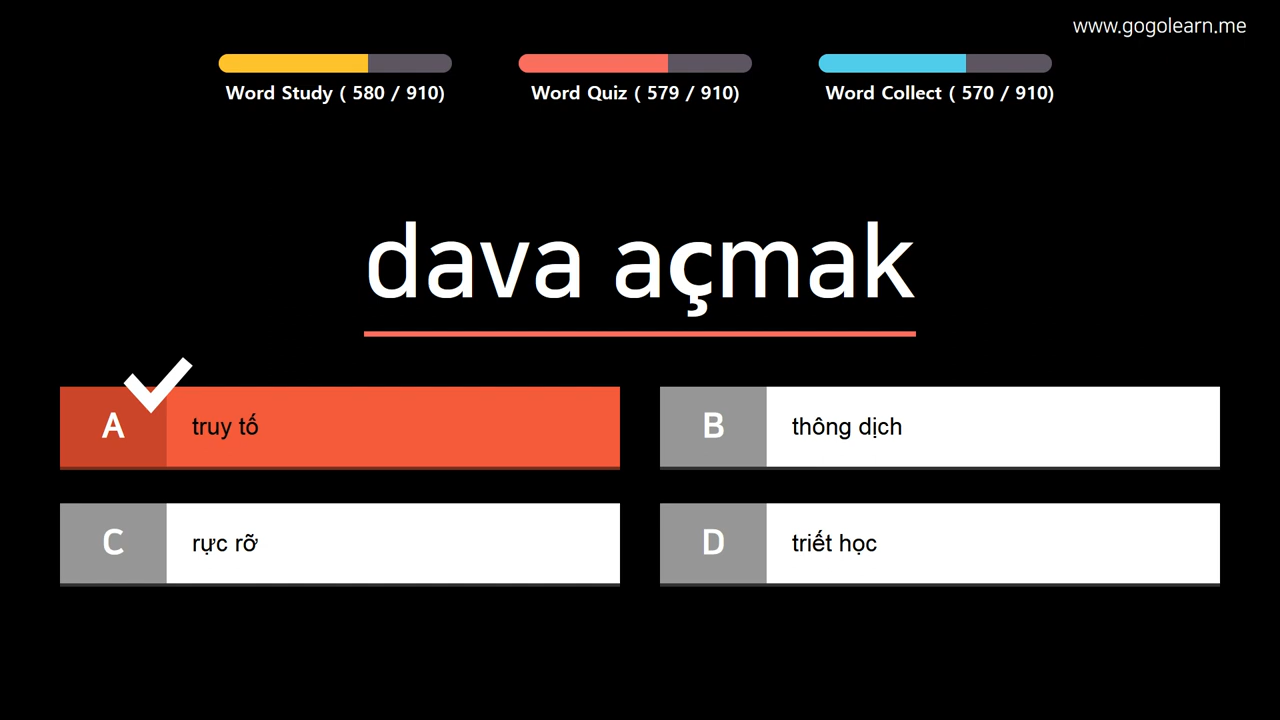 www.gogolearn.me
Word Study ( 580 / 910)
Word Quiz ( 579 / 910)
Word Collect ( 570 / 910)
dava açmak
A truy tố
B thông dịch
C rực rỡ
D triết học